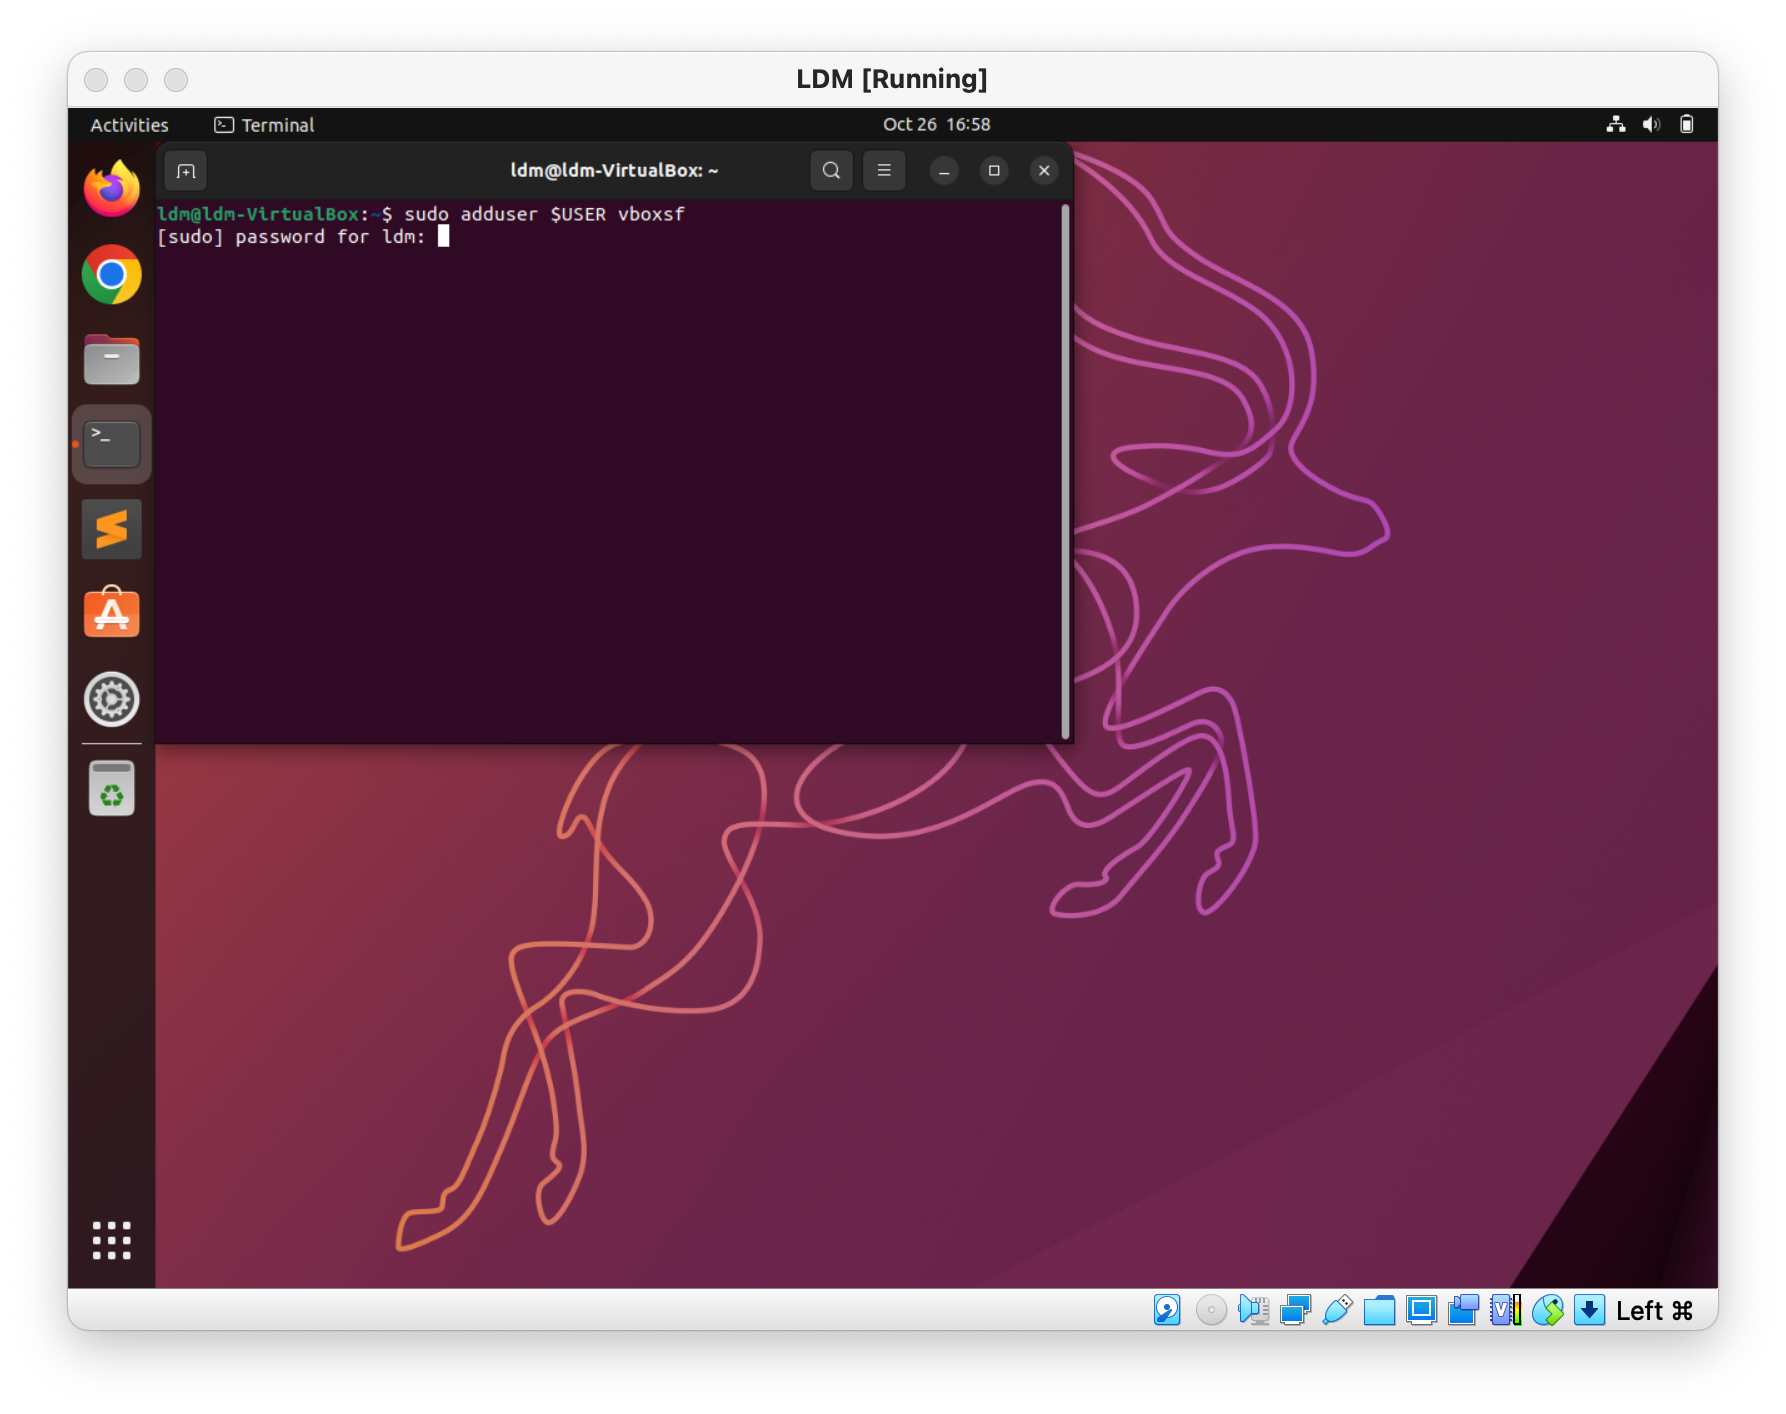 LDM [Running]
Activities
Terminal
Oct 26 16:58
ldm@ldm-VirtualBox: ~
ldm@ldm-VirtualBox:~$ sudo adduser $USER vboxsf
[sudo] password for ldm:
Left ⌘